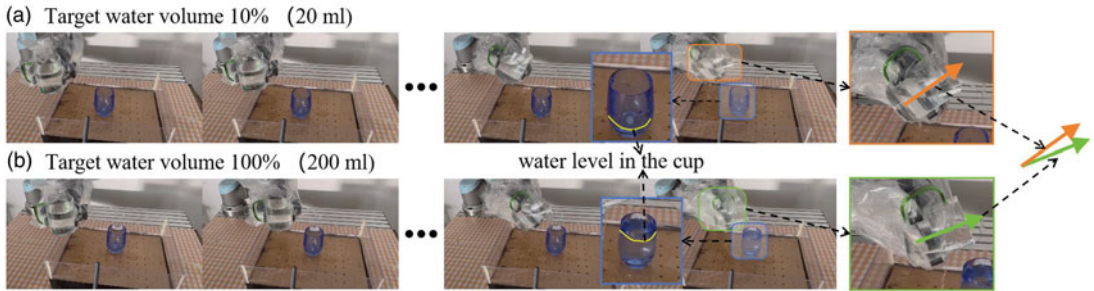 (a) Target water volume 10% (20 ml)
(b) Target water volume 100% (200 ml)
water level in the cup